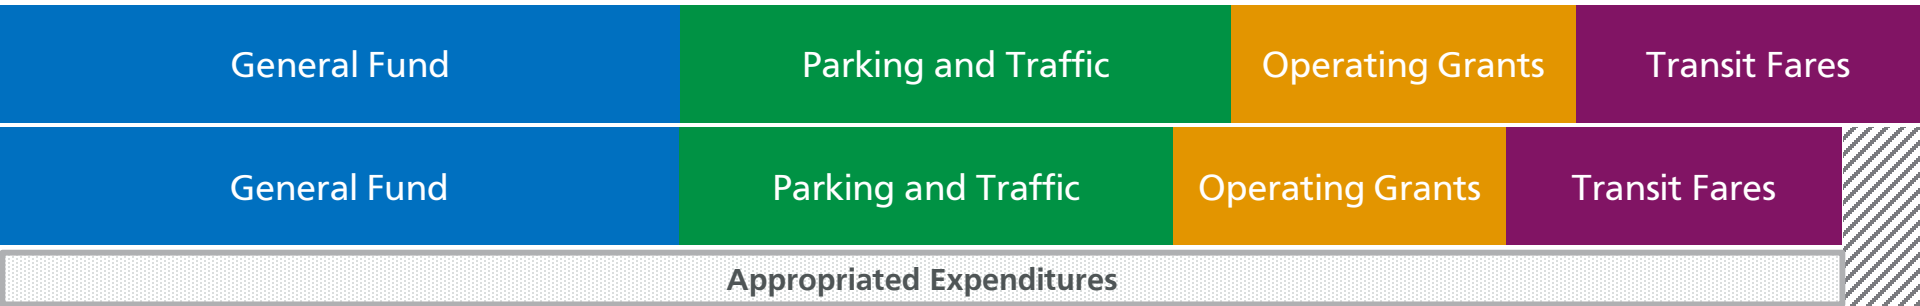 General Fund Parking and Traffic Operating Grants Transit Fares
General Fund Parking and Traffic Operating Grants Transit Fares
Appropriated Expenditures